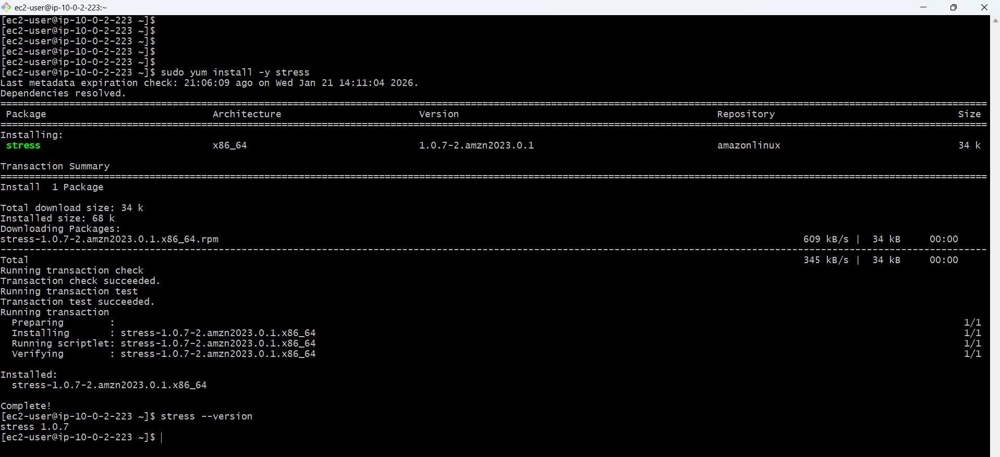 ec2-user@ip-10-0-2-223:~
[ec2-user@ip-10-0-2-223 ~]$
[ec2-user@ip-10-0-2-223 ~]$
[ec2-user@ip-10-0-2-223 ~]$
[ec2-user@ip-10-0-2-223 ~]$
[ec2-user@ip-10-0-2-223 ~]$
[ec2-user@ip-10-0-2-223 ~]$ sudo yum install -y stress
Last metadata expiration check: 21:06:09 ago on Wed Jan 21 14:11:04 2026.
Dependencies resolved.
================================================================================
Package Architecture Version Repository Size
================================================================================
Installing:
stress x86_64 1.0.7-2.amzn2023.0.1 amazonlinux 34 k
Transaction Summary
================================================================================
Install  1 Package
Total download size: 34 k
Installed size: 68 k
Downloading Packages:
stress-1.0.7-2.amzn2023.0.1.x86_64.rpm 609 kB/s |  34 kB 00:00
--------------------------------------------------------------------------------
Total 345 kB/s |  34 kB 00:00
Running transaction check
Transaction check succeeded.
Running transaction test
Transaction test succeeded.
Running transaction
  Preparing        : 1/1
  Installing       : stress-1.0.7-2.amzn2023.0.1.x86_64 1/1
  Running scriptlet: stress-1.0.7-2.amzn2023.0.1.x86_64 1/1
  Verifying        : stress-1.0.7-2.amzn2023.0.1.x86_64 1/1
Installed:
  stress-1.0.7-2.amzn2023.0.1.x86_64
Complete!
[ec2-user@ip-10-0-2-223 ~]$ stress --version
stress 1.0.7
[ec2-user@ip-10-0-2-223 ~]$